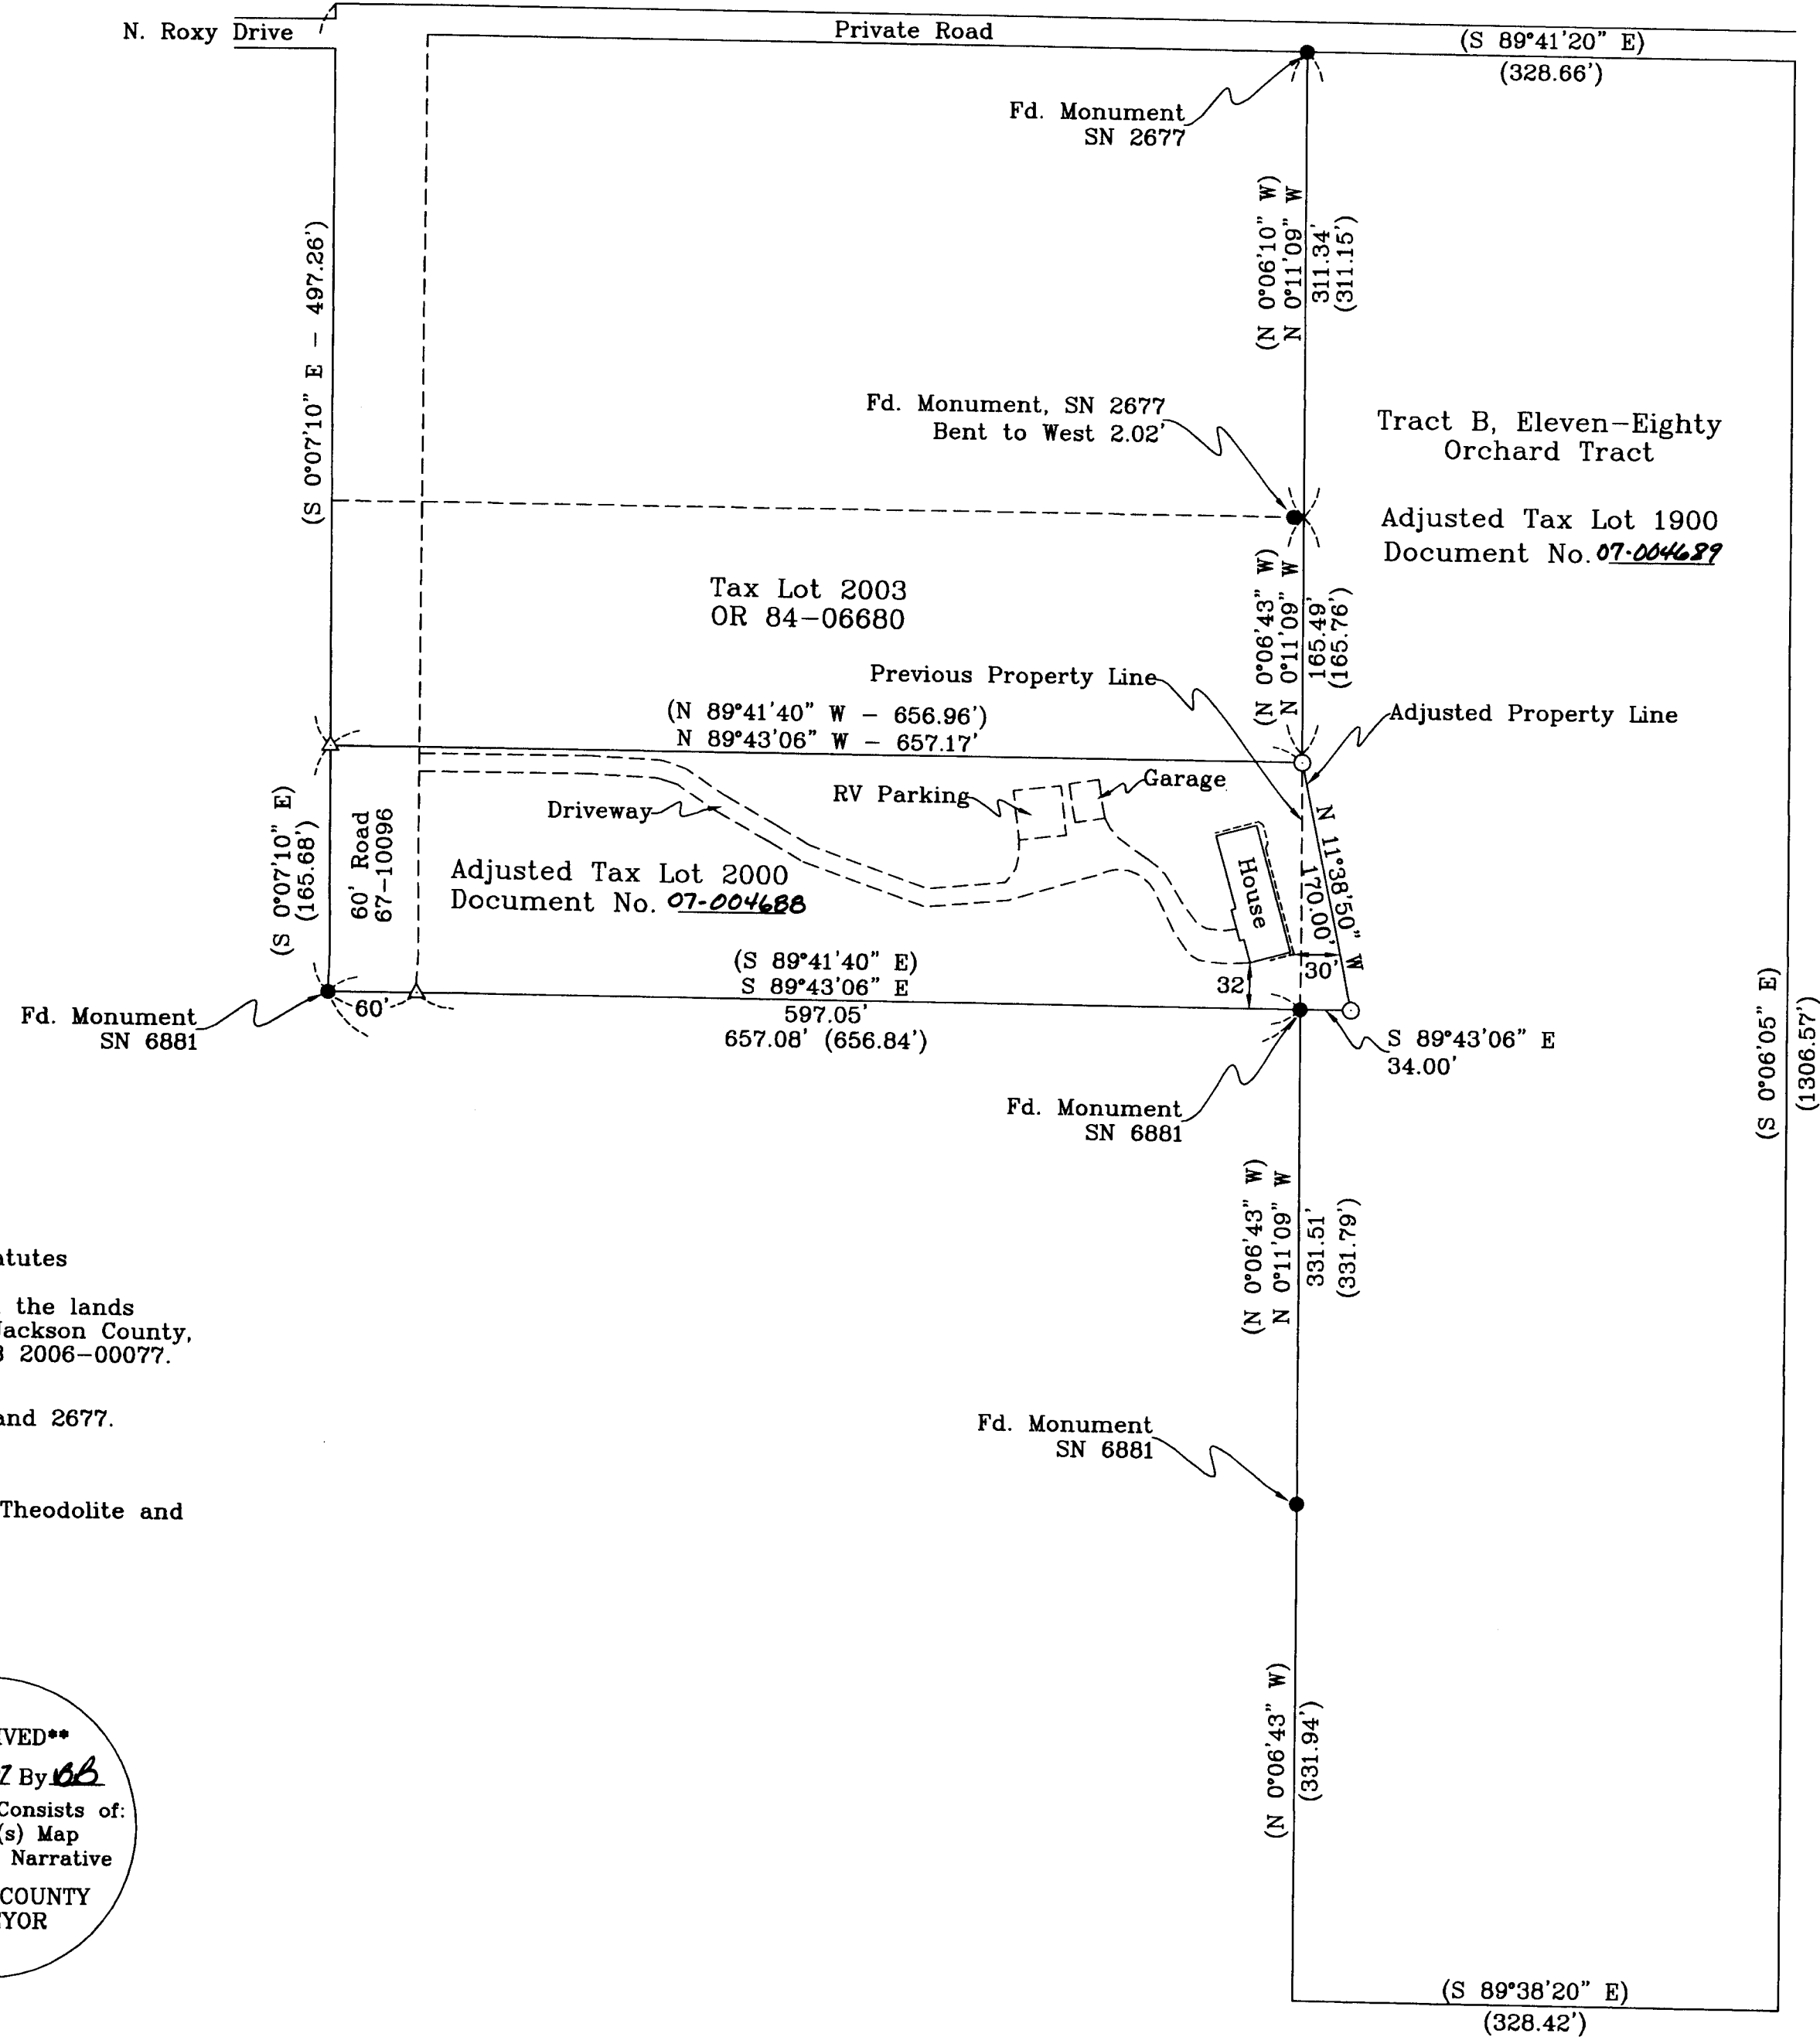 N. Roxy Drive
Private Road
(S 89°41'20" E)
(328.66')
Fd. Monument
SN 2677
(N 0°06'10" W)
N 0°11'09" W
311.34'
(311.15')
(S 0°07'10" E - 497.26')
Fd. Monument, SN 2677
Bent to West 2.02'
Tract B, Eleven-Eighty
Orchard Tract
Adjusted Tax Lot 1900
Document No. 07-004689
Tax Lot 2003
OR 84-06680
(N 0°06'43" W)
N 0°11'09" W
165.49'
(165.76')
Previous Property Line
Adjusted Property Line
(N 89°41'40" W - 656.96')
N 89°43'06" W - 657.17'
Driveway
RV Parking
Garage
House
N 11°38'50" W
170.00'
(S 0°07'10" E)
(165.68')
60' Road
67-10096
Adjusted Tax Lot 2000
Document No. 07-004688
(S 89°41'40" E)
S 89°43'06" E
597.05'
657.08' (656.84')
60'
32
30'
Fd. Monument
SN 6881
S 89°43'06" E
34.00'
Fd. Monument
SN 6881
(S 0°06'05" E)
(1306.57')
(N 0°06'43" W)
N 0°11'09" W
331.51'
(331.79')
Fd. Monument
SN 6881
(N 0°06'43" W)
(331.94')
(S 89°38'20" E)
(328.42')
atutes
the lands
Jackson County,
2006-00077.
and 2677.
Theodolite and
IVED**
By BB
Consists of:
(s) Map
Narrative
COUNTY
YOR